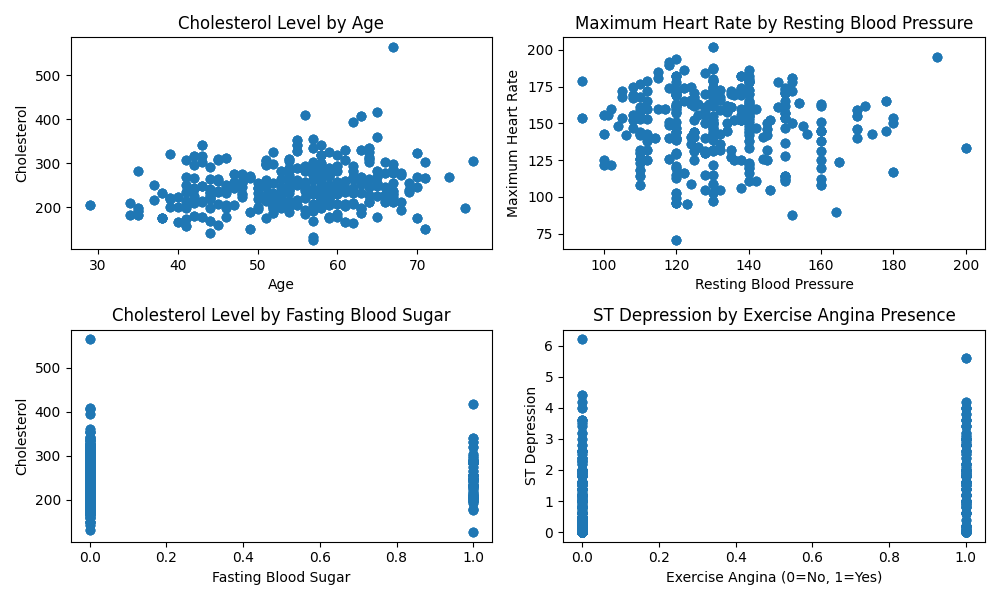 Cholesterol Level by Age
500
400
300
200
Cholesterol
30 40 50 60 70
Age
Maximum Heart Rate by Resting Blood Pressure
200
175
150
125
100
75
Maximum Heart Rate
100 120 140 160 180 200
Resting Blood Pressure
Cholesterol Level by Fasting Blood Sugar
500
400
300
200
Cholesterol
0.0 0.2 0.4 0.6 0.8 1.0
Fasting Blood Sugar
ST Depression by Exercise Angina Presence
6
5
4
3
2
1
0
ST Depression
0.0 0.2 0.4 0.6 0.8 1.0
Exercise Angina (0=No, 1=Yes)